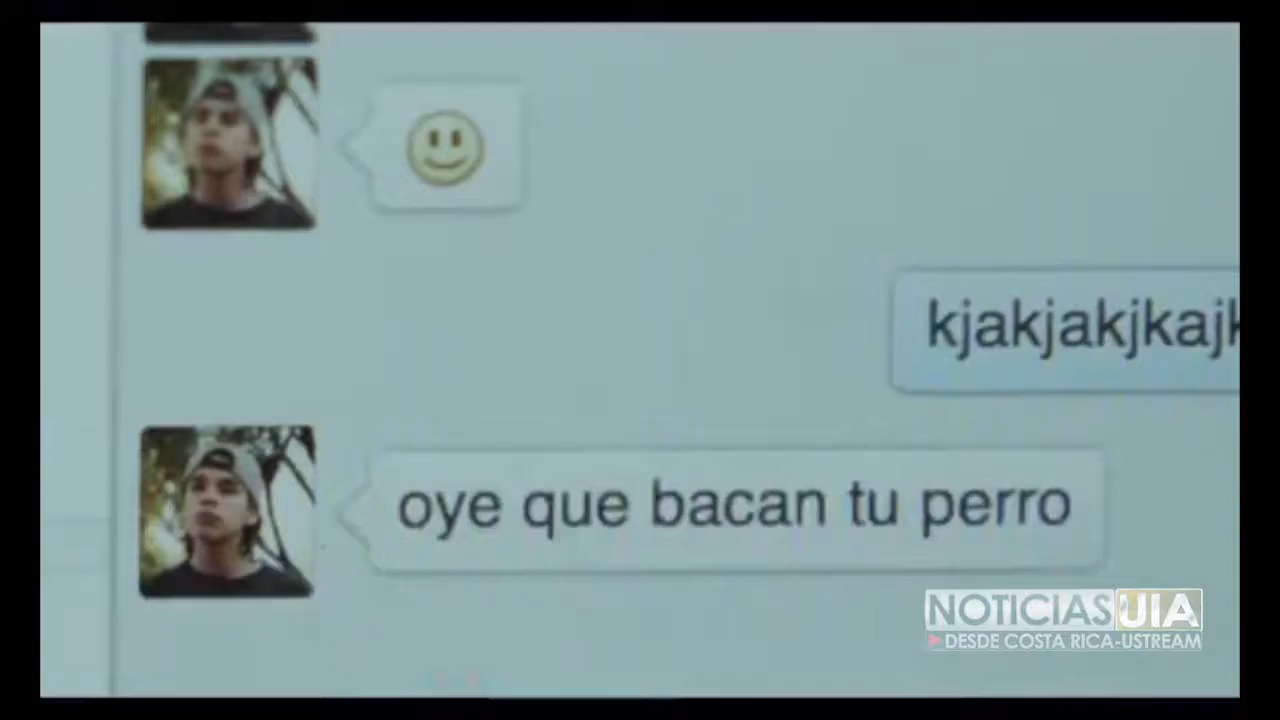 kjakjakjkajk
oye que bacan tu perro
NOTICIAS UIA
DESDE COSTA RICA-USTREAM